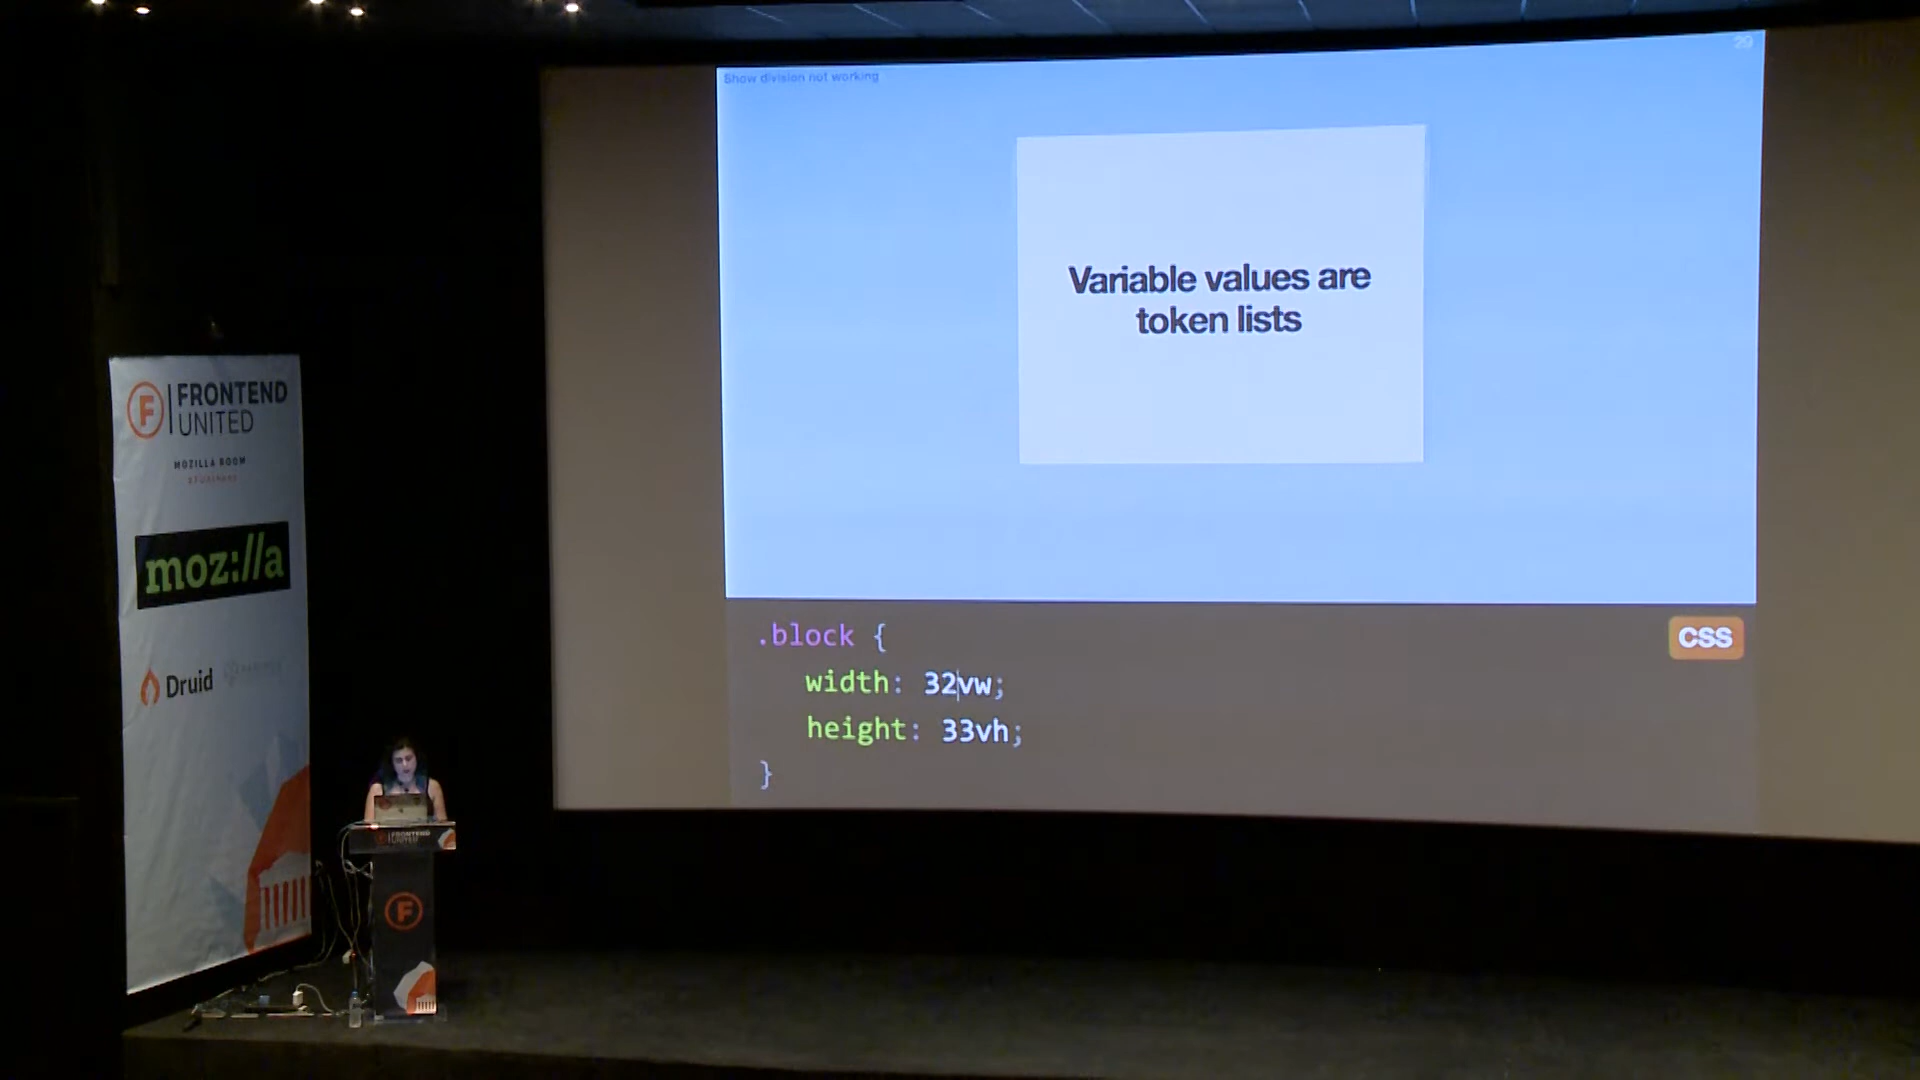 Show division not working
29
Variable values are
token lists
.block {
width: 32vw;
height: 33vh;
}
CSS
FRONTEND
UNITED
MOZILLA ROOM
moz://a
Druid
FRONTEND
UNITED
F